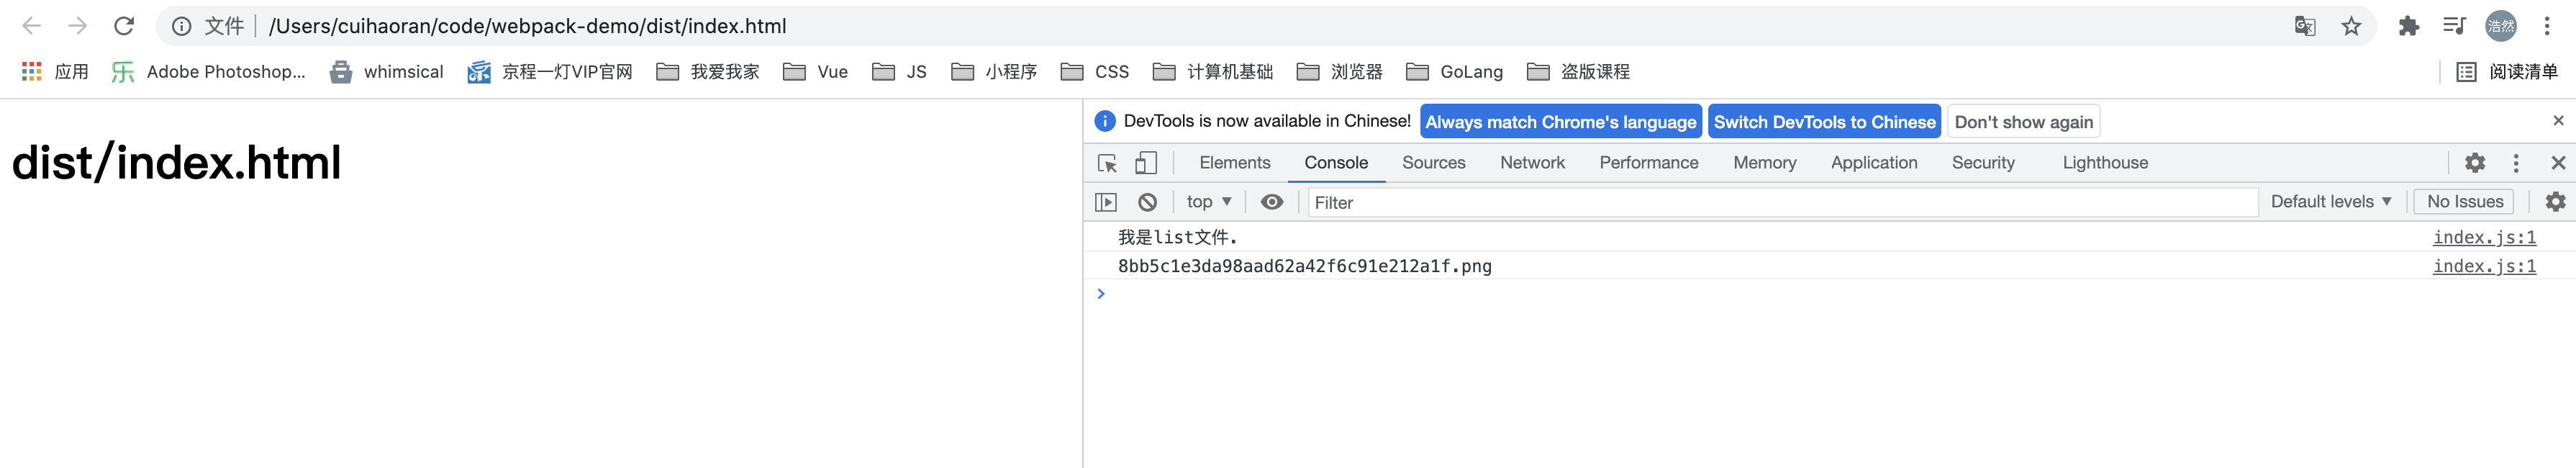 文件 /Users/cuihaoran/code/webpack-demo/dist/index.html 浩然
应用 Adobe Photoshop... whimsical 京程一灯VIP官网 我爱我家 Vue JS 小程序 CSS 计算机基础 浏览器 GoLang 盗版课程 阅读清单
dist/index.html
DevTools is now available in Chinese! Always match Chrome's language Switch DevTools to Chinese Don't show again
Elements Console Sources Network Performance Memory Application Security Lighthouse
top Filter Default levels No Issues
我是list文件. index.js:1
8bb5c1e3da98aad62a42f6c91e212a1f.png index.js:1